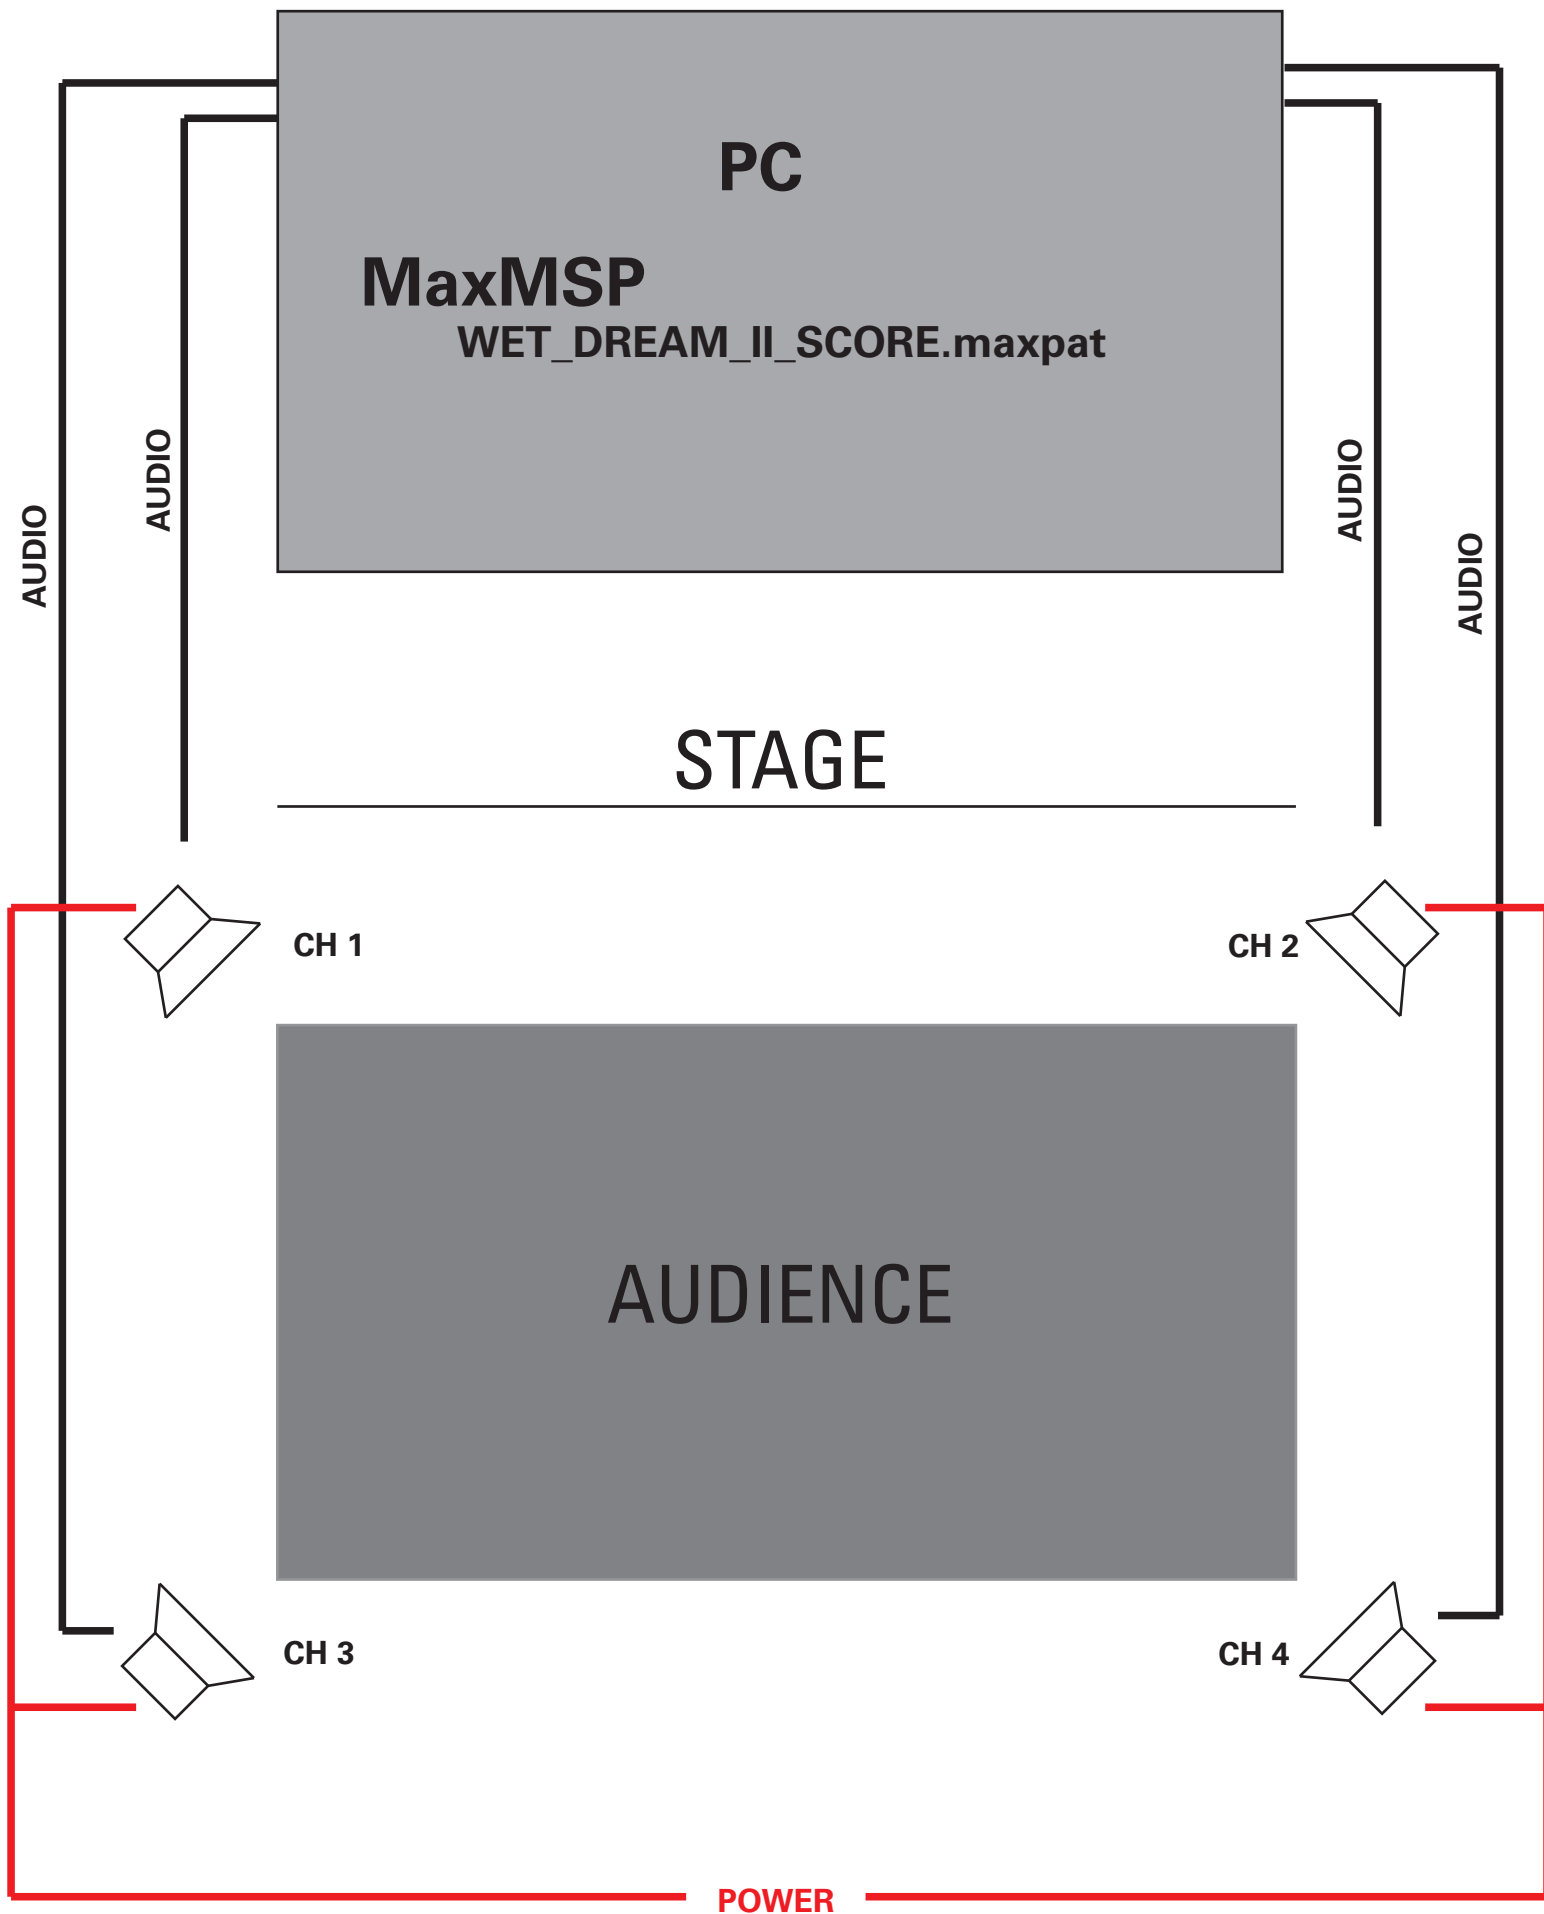 PC
MaxMSP
WET_DREAM_II_SCORE.maxpat
AUDIO
AUDIO
AUDIO
AUDIO
STAGE
CH 1
CH 2
AUDIENCE
CH 3
CH 4
POWER